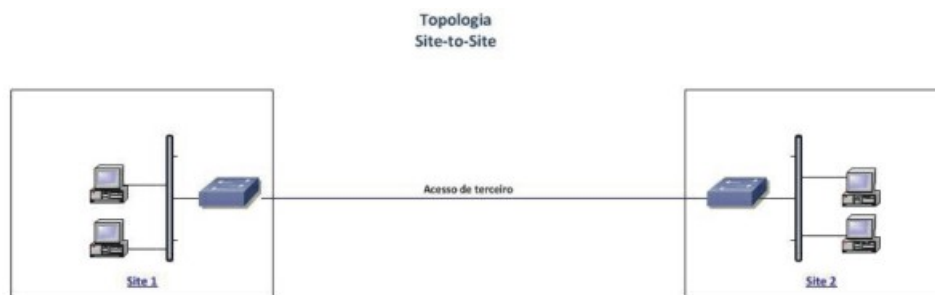 Topologia
Site-to-Site
Acesso de terceiro
Site 1
Site 2